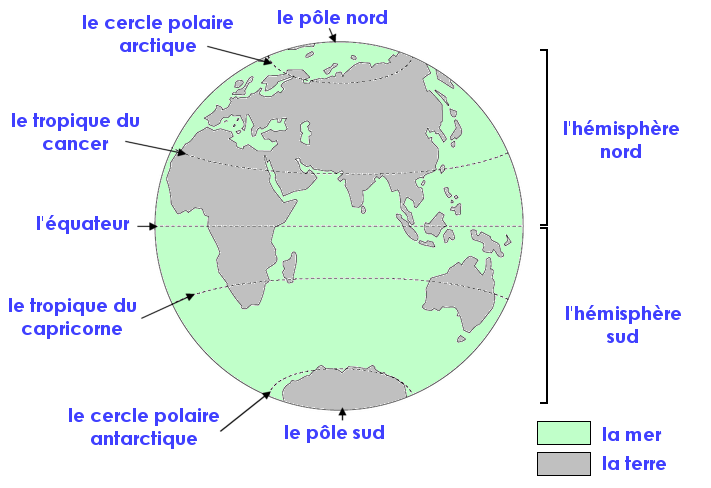 le pôle nord
le cercle polaire
arctique
le tropique du
cancer
l'hémisphère
nord
l'équateur
le tropique du
capricorne
l'hémisphère
sud
le cercle polaire
antarctique
le pôle sud
la mer
la terre